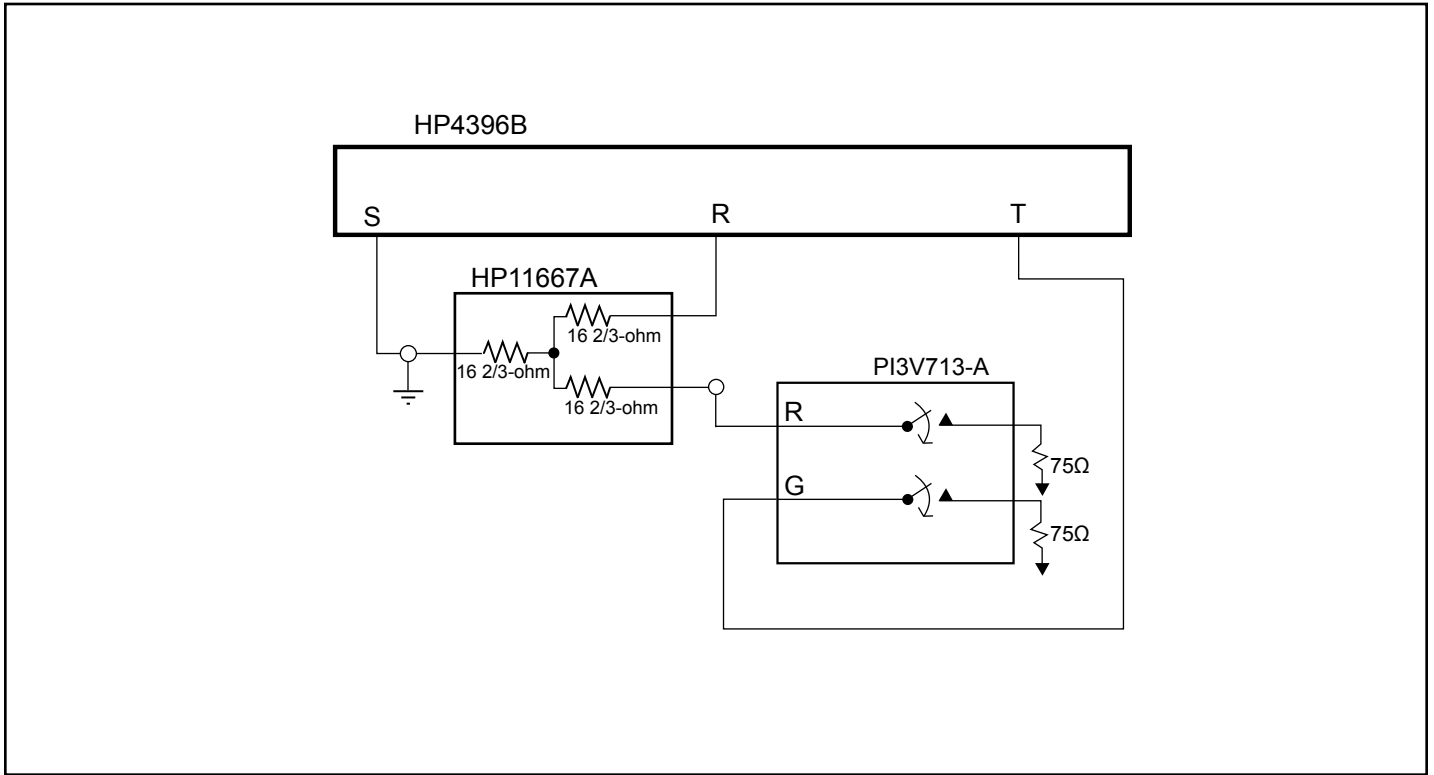 HP4396B
S
R
T
HP11667A
16 2/3-ohm
16 2/3-ohm
16 2/3-ohm
PI3V713-A
R
75Ω
G
75Ω